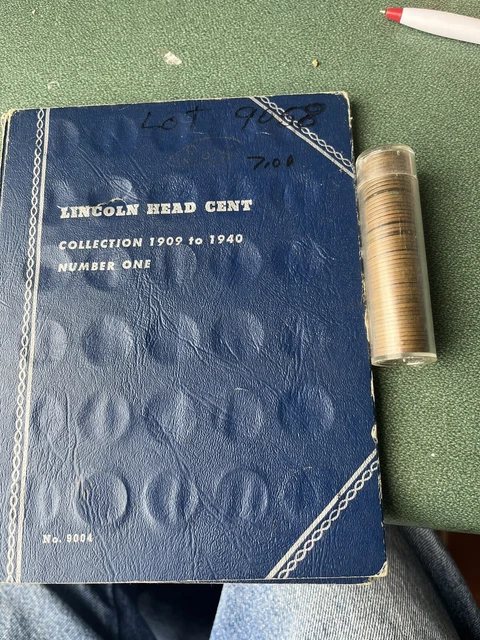 Lot 9068
7.00
LINCOLN HEAD CENT
COLLECTION 1909 to 1940
NUMBER ONE
No. 9004